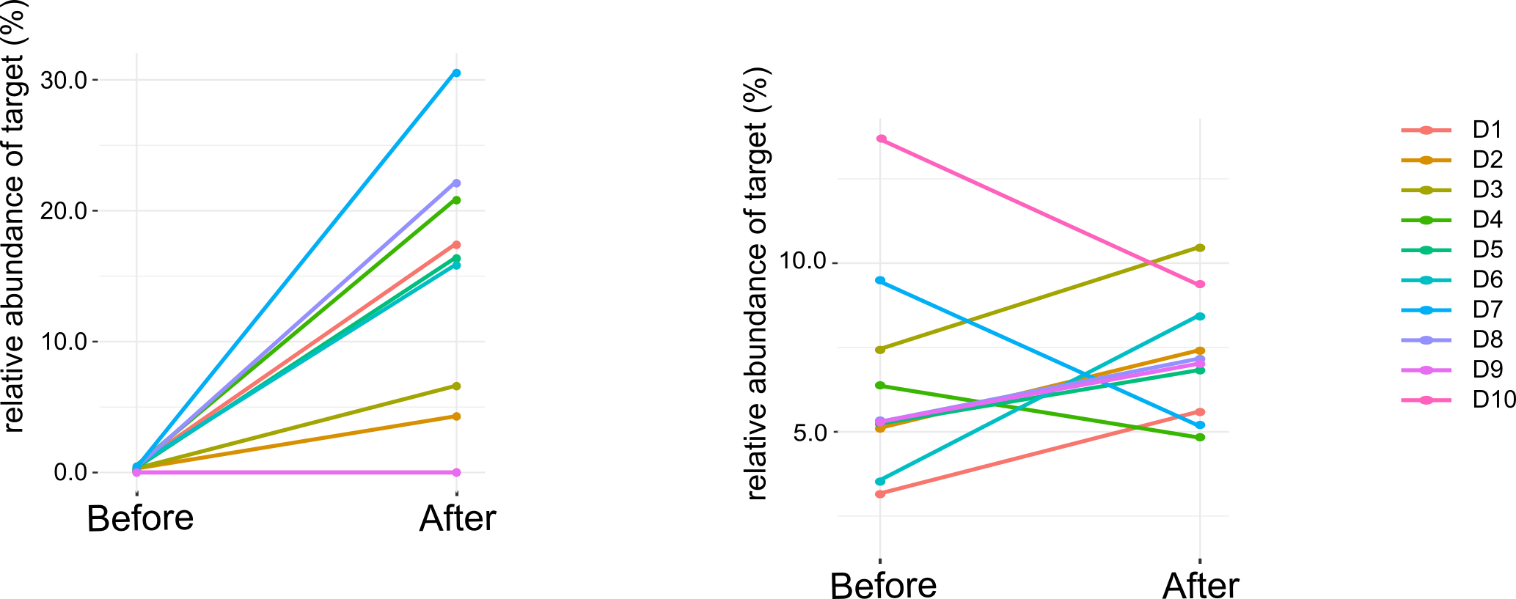 relative abundance of target (%)
30.0
20.0
10.0
0.0
Before
After
relative abundance of target (%)
10.0
5.0
Before
After
D1
D2
D3
D4
D5
D6
D7
D8
D9
D10